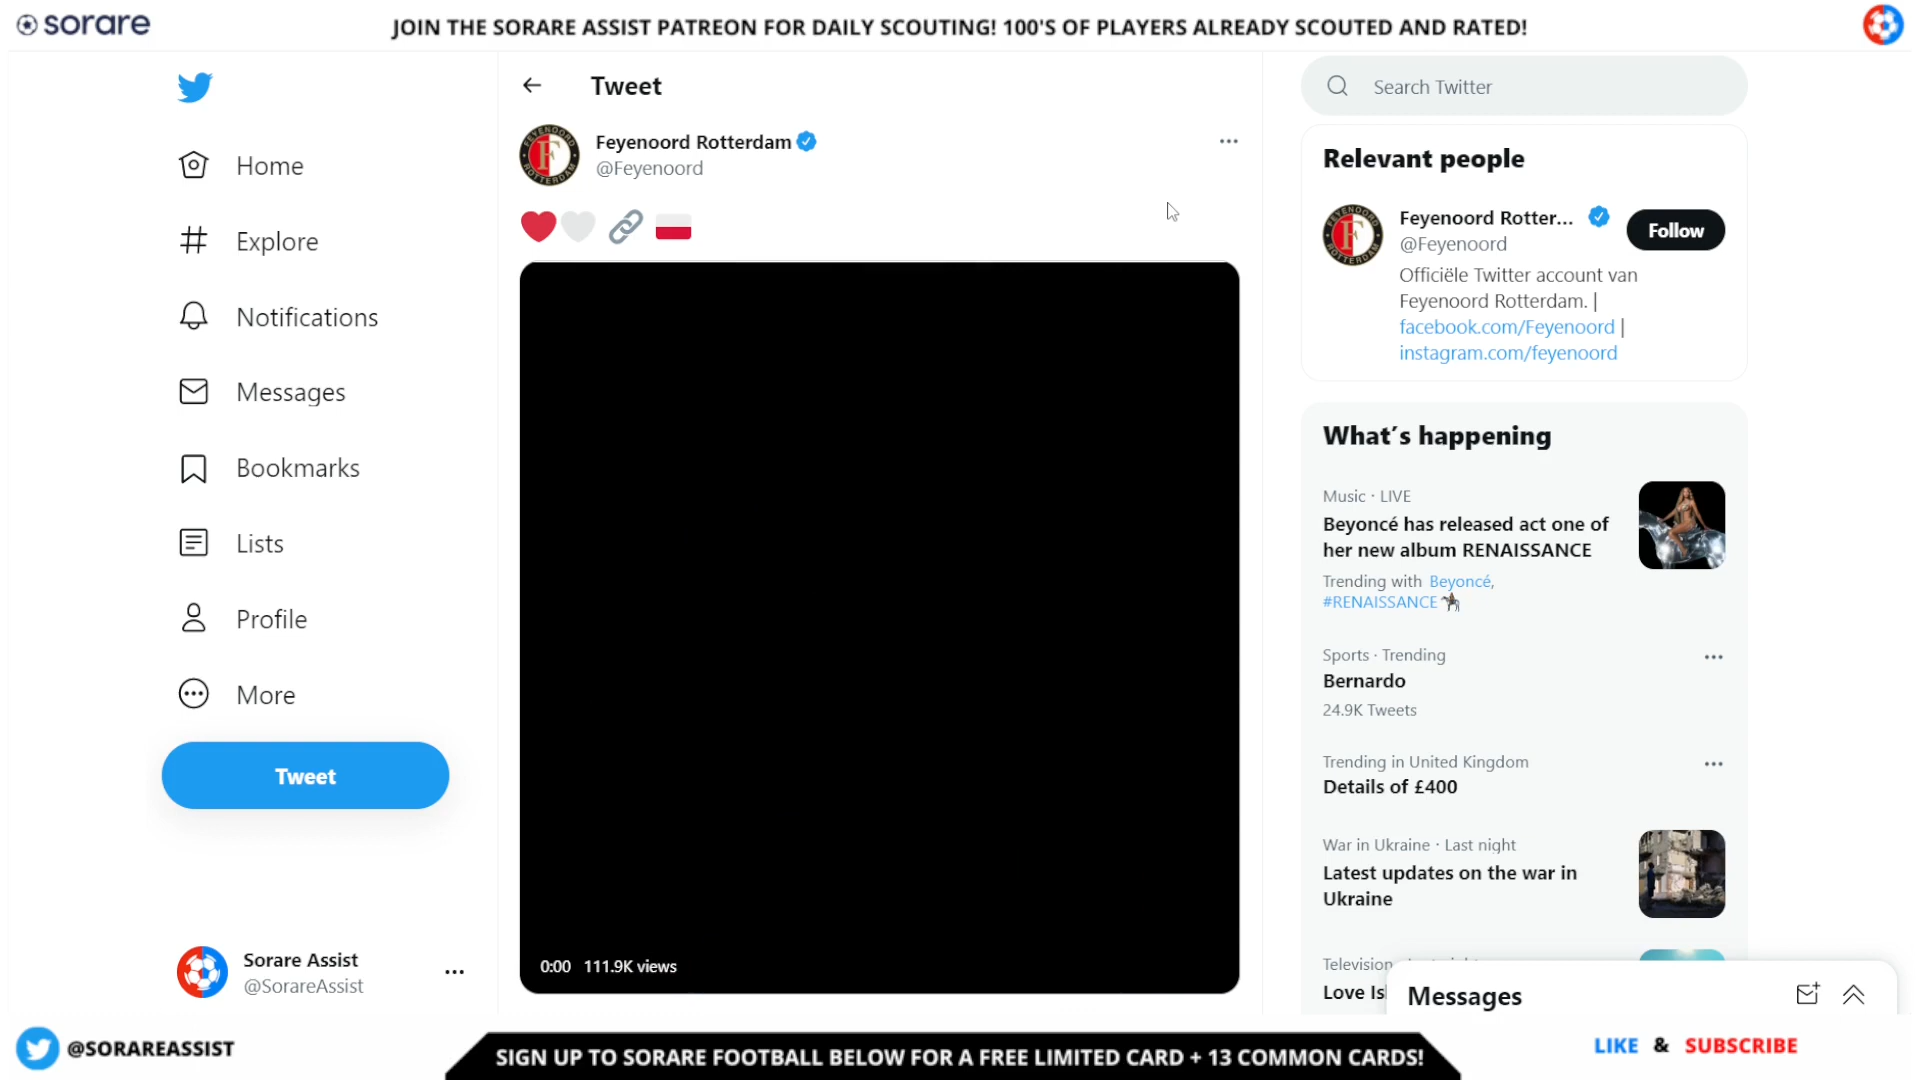 sorare
JOIN THE SORARE ASSIST PATREON FOR DAILY SCOUTING! 100'S OF PLAYERS ALREADY SCOUTED AND RATED!
Home
Explore
Notifications
Messages
Bookmarks
Lists
Profile
More
Tweet
Sorare Assist
@SorareAssist
Tweet
Feyenoord Rotterdam
@Feyenoord
0:00 111.9K views
Search Twitter
Relevant people
Feyenoord Rotter...
@Feyenoord
Follow
Officiële Twitter account van
Feyenoord Rotterdam. |
facebook.com/Feyenoord |
instagram.com/feyenoord
What's happening
Music · LIVE
Beyoncé has released act one of
her new album RENAISSANCE
Trending with Beyoncé,
#RENAISSANCE
Sports · Trending
Bernardo
24.9K Tweets
Trending in United Kingdom
Details of £400
War in Ukraine · Last night
Latest updates on the war in
Ukraine
Television
Love Is
Messages
@SORAREASSIST
SIGN UP TO SORARE FOOTBALL BELOW FOR A FREE LIMITED CARD + 13 COMMON CARDS!
LIKE & SUBSCRIBE